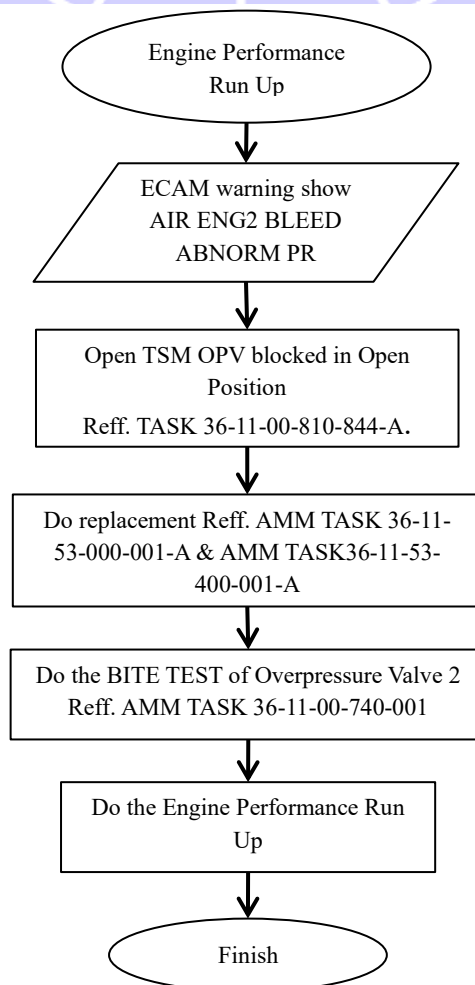 Engine Performance
Run Up
ECAM warning show
AIR ENG2 BLEED
ABNORM PR
Open TSM OPV blocked in Open
Position
Reff. TASK 36-11-00-810-844-A.
Do replacement Reff. AMM TASK 36-11-
53-000-001-A & AMM TASK36-11-53-
400-001-A
Do the BITE TEST of Overpressure Valve 2
Reff. AMM TASK 36-11-00-740-001
Do the Engine Performance Run
Up
Finish